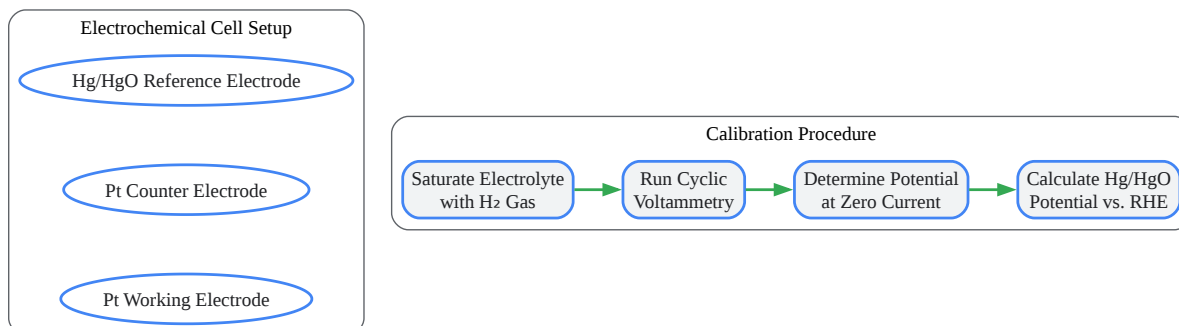 Electrochemical Cell Setup
Hg/HgO Reference Electrode
Pt Counter Electrode
Pt Working Electrode
Calibration Procedure
Saturate Electrolyte
with H₂ Gas
Run Cyclic
Voltammetry
Determine Potential
at Zero Current
Calculate Hg/HgO
Potential vs. RHE